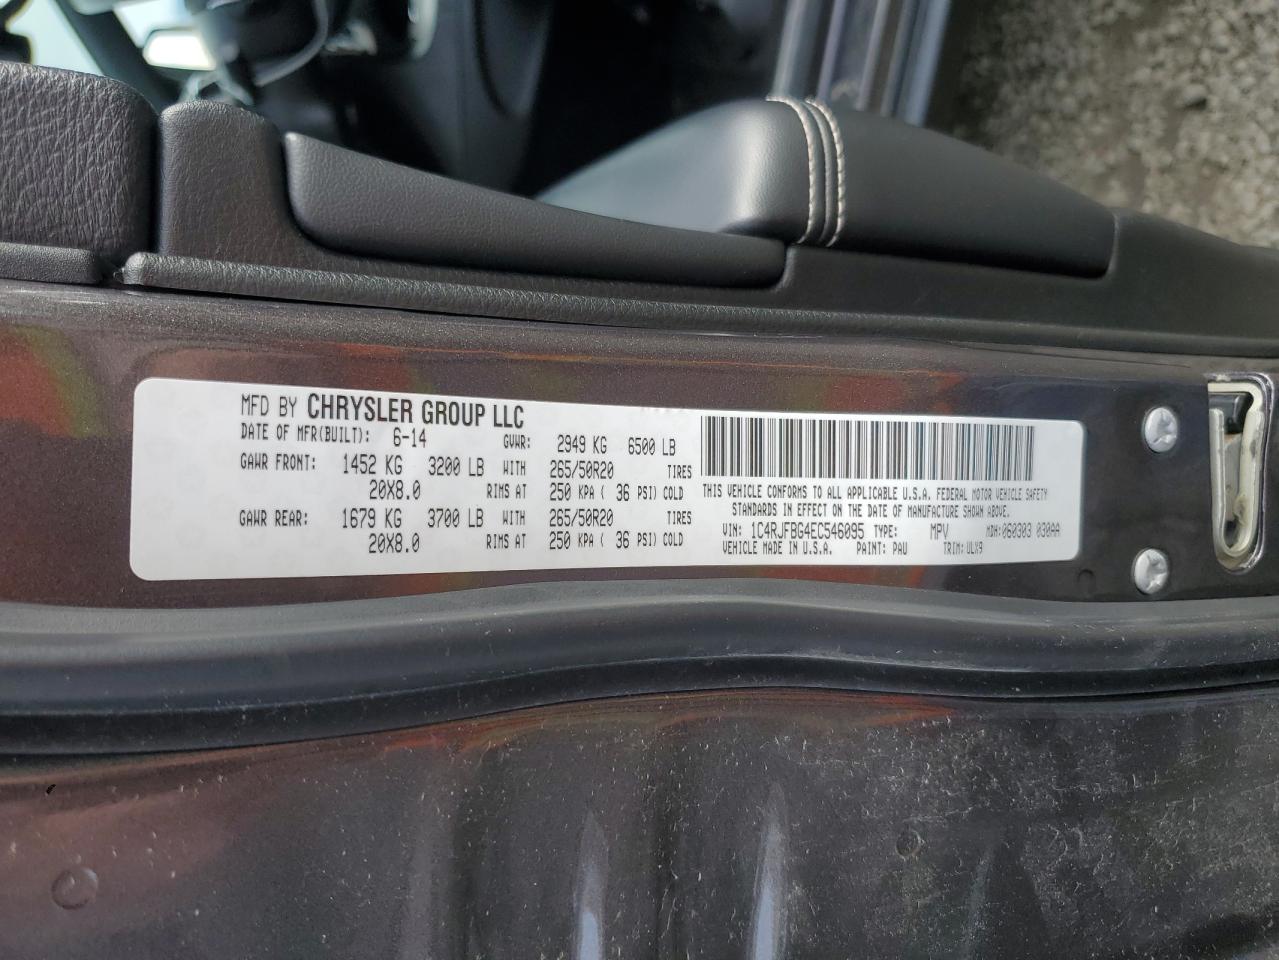 MFD BY CHRYSLER GROUP LLC
DATE OF MFR(BUILT): 6-14 GVWR: 2949 KG 6500 LB
GAWR FRONT: 1452 KG 3200 LB WITH 265/50R20 TIRES
20X8.0 RIMS AT 250 KPA ( 36 PSI) COLD
GAWR REAR: 1679 KG 3700 LB WITH 265/50R20 TIRES
20X8.0 RIMS AT 250 KPA ( 36 PSI) COLD
THIS VEHICLE CONFORMS TO ALL APPLICABLE U.S.A. FEDERAL MOTOR VEHICLE SAFETY
STANDARDS IN EFFECT ON THE DATE OF MANUFACTURE SHOWN ABOVE.
VIN: 1C4RJFBG4EC546095 TYPE: MPV MDH:060303 030AA
VEHICLE MADE IN U.S.A. PAINT: PAU TRIM:ULX9